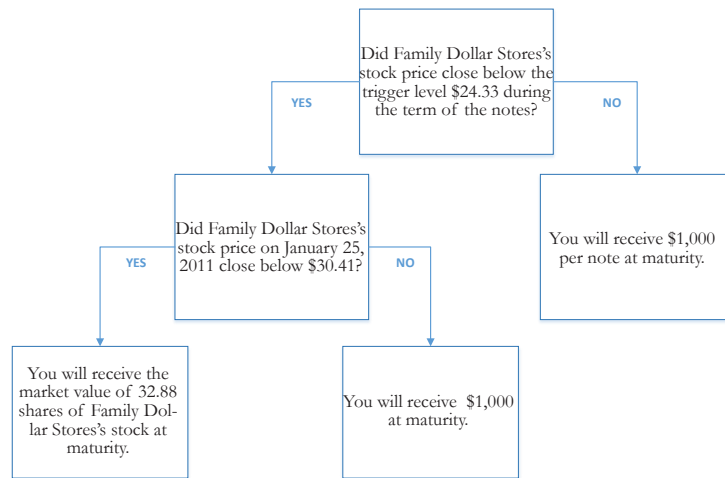 Did Family Dollar Stores's
stock price close below the
trigger level $24.33 during
the term of the notes?
YES
NO
Did Family Dollar Stores's
stock price on January 25,
2011 close below $30.41?
You will receive $1,000
per note at maturity.
YES
NO
You will receive the
market value of 32.88
shares of Family Dol-
lar Stores's stock at
maturity.
You will receive $1,000
at maturity.